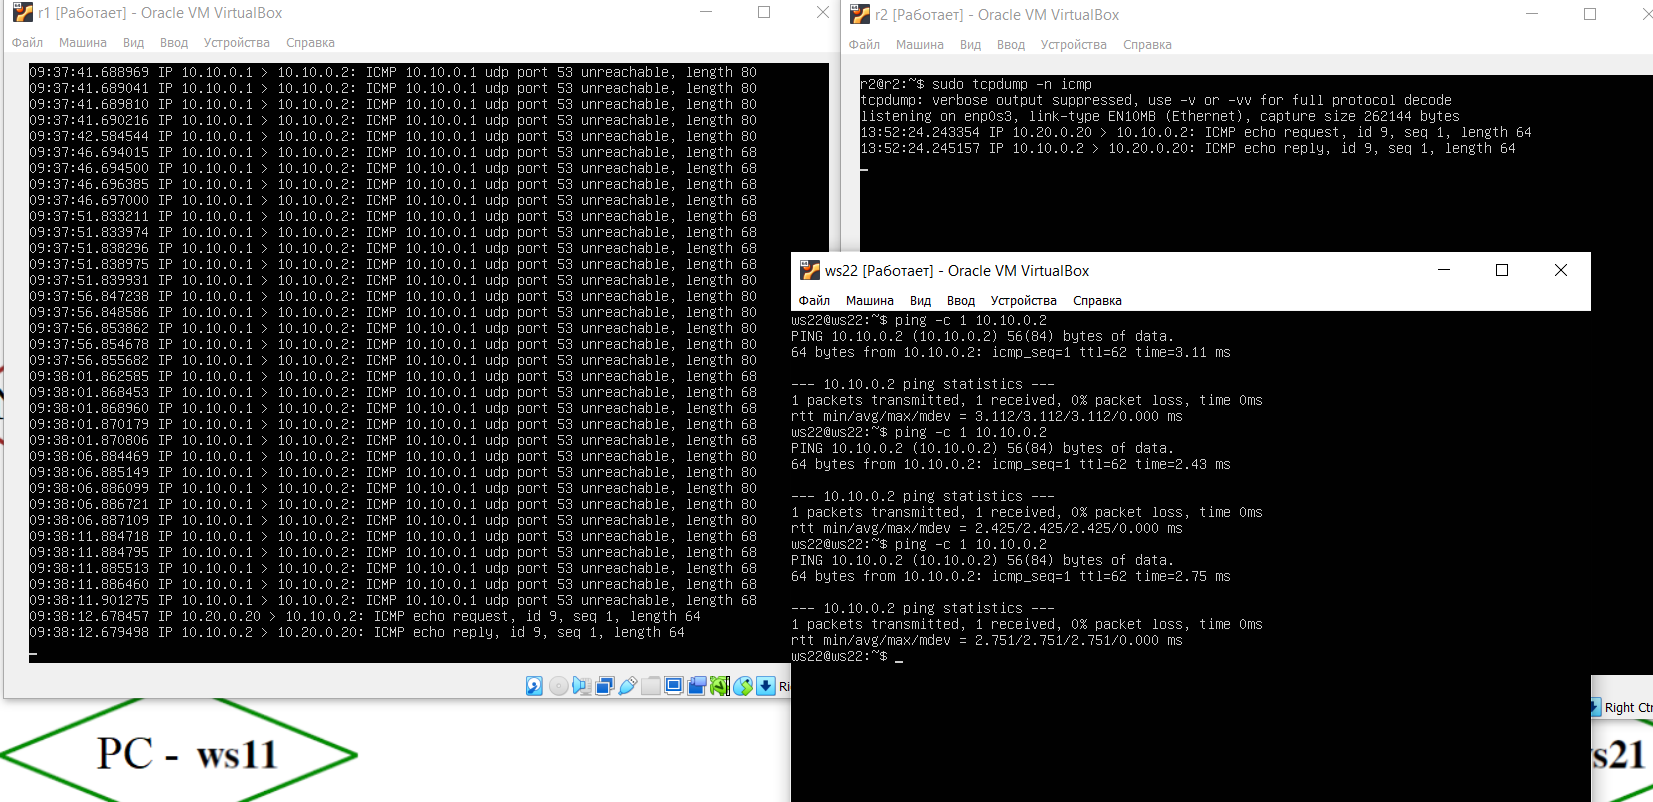 r1 [Работает] - Oracle VM VirtualBox
Файл Машина Вид Ввод Устройства Справка
09:37:41.688969 IP 10.10.0.1 > 10.10.0.2: ICMP 10.10.0.1 udp port 53 unreachable, length 80
09:37:41.689041 IP 10.10.0.1 > 10.10.0.2: ICMP 10.10.0.1 udp port 53 unreachable, length 80
09:37:41.689810 IP 10.10.0.1 > 10.10.0.2: ICMP 10.10.0.1 udp port 53 unreachable, length 80
09:37:41.690216 IP 10.10.0.1 > 10.10.0.2: ICMP 10.10.0.1 udp port 53 unreachable, length 80
09:37:42.584544 IP 10.10.0.1 > 10.10.0.2: ICMP 10.10.0.1 udp port 53 unreachable, length 80
09:37:46.694015 IP 10.10.0.1 > 10.10.0.2: ICMP 10.10.0.1 udp port 53 unreachable, length 68
09:37:46.694500 IP 10.10.0.1 > 10.10.0.2: ICMP 10.10.0.1 udp port 53 unreachable, length 68
09:37:46.696385 IP 10.10.0.1 > 10.10.0.2: ICMP 10.10.0.1 udp port 53 unreachable, length 68
09:37:46.697000 IP 10.10.0.1 > 10.10.0.2: ICMP 10.10.0.1 udp port 53 unreachable, length 68
09:37:51.833211 IP 10.10.0.1 > 10.10.0.2: ICMP 10.10.0.1 udp port 53 unreachable, length 68
09:37:51.833974 IP 10.10.0.1 > 10.10.0.2: ICMP 10.10.0.1 udp port 53 unreachable, length 68
09:37:51.838296 IP 10.10.0.1 > 10.10.0.2: ICMP 10.10.0.1 udp port 53 unreachable, length 68
09:37:51.838975 IP 10.10.0.1 > 10.10.0.2: ICMP 10.10.0.1 udp port 53 unreachable, length 80
09:37:51.839931 IP 10.10.0.1 > 10.10.0.2: ICMP 10.10.0.1 udp port 53 unreachable, length 80
09:37:56.847238 IP 10.10.0.1 > 10.10.0.2: ICMP 10.10.0.1 udp port 53 unreachable, length 80
09:37:56.848586 IP 10.10.0.1 > 10.10.0.2: ICMP 10.10.0.1 udp port 53 unreachable, length 80
09:37:56.853862 IP 10.10.0.1 > 10.10.0.2: ICMP 10.10.0.1 udp port 53 unreachable, length 80
09:37:56.854678 IP 10.10.0.1 > 10.10.0.2: ICMP 10.10.0.1 udp port 53 unreachable, length 68
09:37:56.855682 IP 10.10.0.1 > 10.10.0.2: ICMP 10.10.0.1 udp port 53 unreachable, length 68
09:38:01.862585 IP 10.10.0.1 > 10.10.0.2: ICMP 10.10.0.1 udp port 53 unreachable, length 68
09:38:01.868453 IP 10.10.0.1 > 10.10.0.2: ICMP 10.10.0.1 udp port 53 unreachable, length 68
09:38:01.868960 IP 10.10.0.1 > 10.10.0.2: ICMP 10.10.0.1 udp port 53 unreachable, length 68
09:38:01.870179 IP 10.10.0.1 > 10.10.0.2: ICMP 10.10.0.1 udp port 53 unreachable, length 68
09:38:01.870806 IP 10.10.0.1 > 10.10.0.2: ICMP 10.10.0.1 udp port 53 unreachable, length 68
09:38:06.884469 IP 10.10.0.1 > 10.10.0.2: ICMP 10.10.0.1 udp port 53 unreachable, length 80
09:38:06.885149 IP 10.10.0.1 > 10.10.0.2: ICMP 10.10.0.1 udp port 53 unreachable, length 80
09:38:06.886099 IP 10.10.0.1 > 10.10.0.2: ICMP 10.10.0.1 udp port 53 unreachable, length 80
09:38:06.886721 IP 10.10.0.1 > 10.10.0.2: ICMP 10.10.0.1 udp port 53 unreachable, length 80
09:38:06.887109 IP 10.10.0.1 > 10.10.0.2: ICMP 10.10.0.1 udp port 53 unreachable, length 80
09:38:11.884718 IP 10.10.0.1 > 10.10.0.2: ICMP 10.10.0.1 udp port 53 unreachable, length 68
09:38:11.884795 IP 10.10.0.1 > 10.10.0.2: ICMP 10.10.0.1 udp port 53 unreachable, length 68
09:38:11.885513 IP 10.10.0.1 > 10.10.0.2: ICMP 10.10.0.1 udp port 53 unreachable, length 68
09:38:11.886460 IP 10.10.0.1 > 10.10.0.2: ICMP 10.10.0.1 udp port 53 unreachable, length 68
09:38:11.901275 IP 10.10.0.1 > 10.10.0.2: ICMP 10.10.0.1 udp port 53 unreachable, length 68
09:38:12.678457 IP 10.20.0.20 > 10.10.0.2: ICMP echo request, id 9, seq 1, length 64
09:38:12.679498 IP 10.10.0.2 > 10.20.0.20: ICMP echo reply, id 9, seq 1, length 64
Ri
PC - ws11
r2 [Работает] - Oracle VM VirtualBox
Файл Машина Вид Ввод Устройства Справка
r2@r2:~$ sudo tcpdump -n icmp
tcpdump: verbose output suppressed, use -v or -vv for full protocol decode
listening on enp0s3, link-type EN10MB (Ethernet), capture size 262144 bytes
13:52:24.243354 IP 10.20.0.20 > 10.10.0.2: ICMP echo request, id 9, seq 1, length 64
13:52:24.245157 IP 10.10.0.2 > 10.20.0.20: ICMP echo reply, id 9, seq 1, length 64
ws22 [Работает] - Oracle VM VirtualBox
Файл Машина Вид Ввод Устройства Справка
ws22@ws22:~$ ping -c 1 10.10.0.2
PING 10.10.0.2 (10.10.0.2) 56(84) bytes of data.
64 bytes from 10.10.0.2: icmp_seq=1 ttl=62 time=3.11 ms
--- 10.10.0.2 ping statistics ---
1 packets transmitted, 1 received, 0% packet loss, time 0ms
rtt min/avg/max/mdev = 3.112/3.112/3.112/0.000 ms
ws22@ws22:~$ ping -c 1 10.10.0.2
PING 10.10.0.2 (10.10.0.2) 56(84) bytes of data.
64 bytes from 10.10.0.2: icmp_seq=1 ttl=62 time=2.43 ms
--- 10.10.0.2 ping statistics ---
1 packets transmitted, 1 received, 0% packet loss, time 0ms
rtt min/avg/max/mdev = 2.425/2.425/2.425/0.000 ms
ws22@ws22:~$ ping -c 1 10.10.0.2
PING 10.10.0.2 (10.10.0.2) 56(84) bytes of data.
64 bytes from 10.10.0.2: icmp_seq=1 ttl=62 time=2.75 ms
--- 10.10.0.2 ping statistics ---
1 packets transmitted, 1 received, 0% packet loss, time 0ms
rtt min/avg/max/mdev = 2.751/2.751/2.751/0.000 ms
ws22@ws22:~$ _
Right Ctr
s21